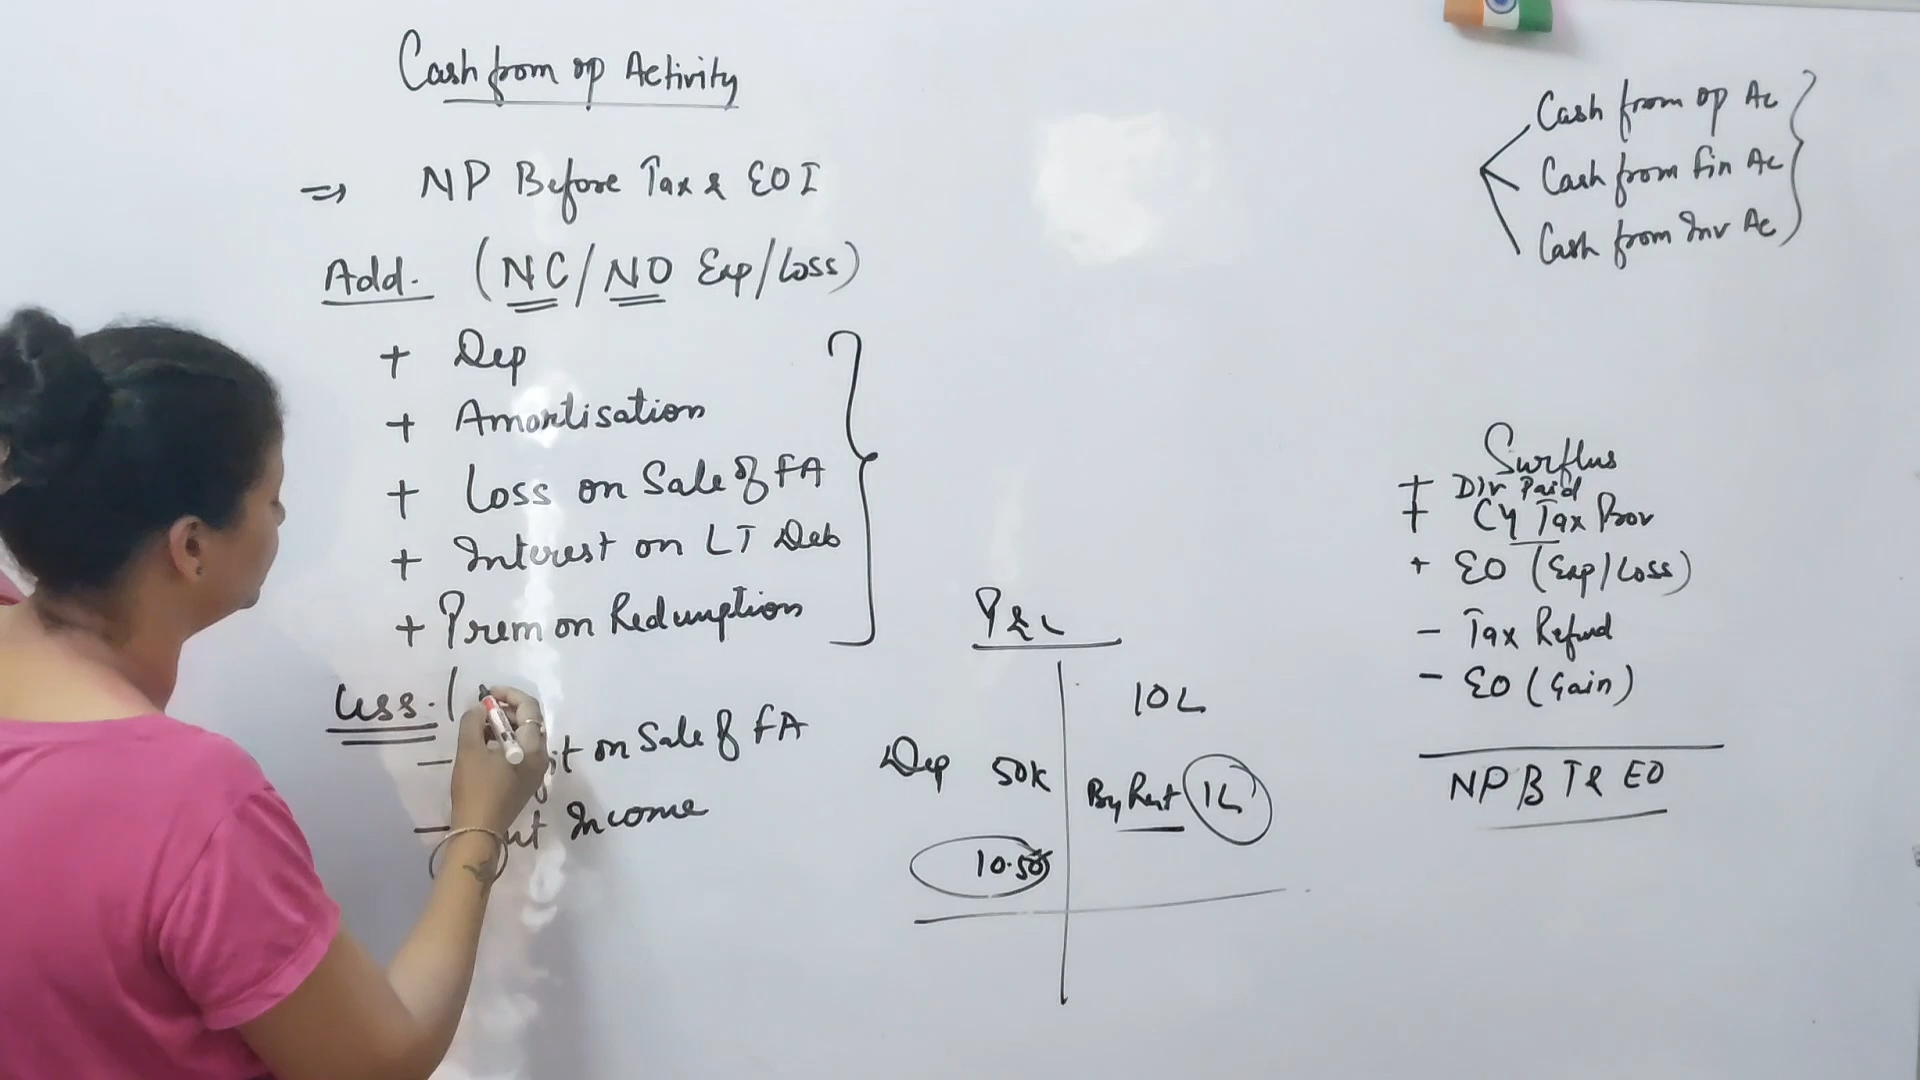 Cash from op Activity
⇒ NP Before Tax & EOI
Add. (NC/NO Exp/Loss)
+ Dep
+ Amortisation
+ Loss on Sale of FA
+ Interest on LT Deb
+ Prem on Redumption
Less. (
- on Sale of FA
- Income
P&L
10L
Dep 50K
By Rent 1L
10.50
Cash from op Ac
Cash from Fin Ac
Cash from Inv Ac
Surplus
+ Div Paid
+ CY Tax Prov
+ EO (Exp/Loss)
- Tax Refund
- EO (Gain)
NP B T & EO